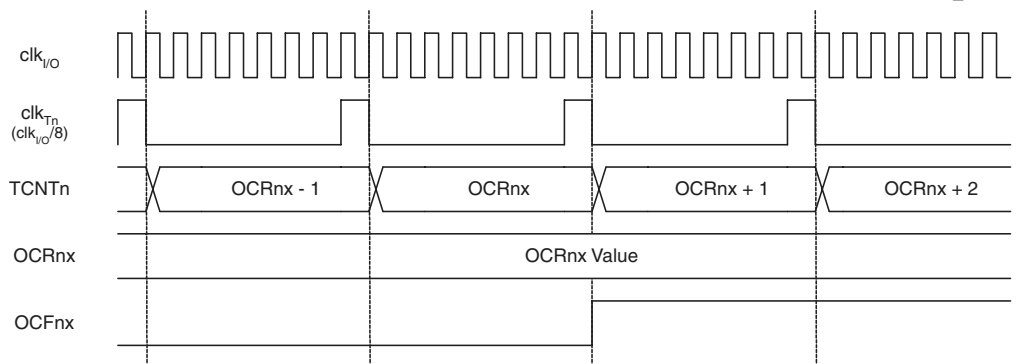 clkI/O
clkTn
(clkI/O/8)
TCNTn OCRnx - 1 OCRnx OCRnx + 1 OCRnx + 2
OCRnx OCRnx Value
OCFnx